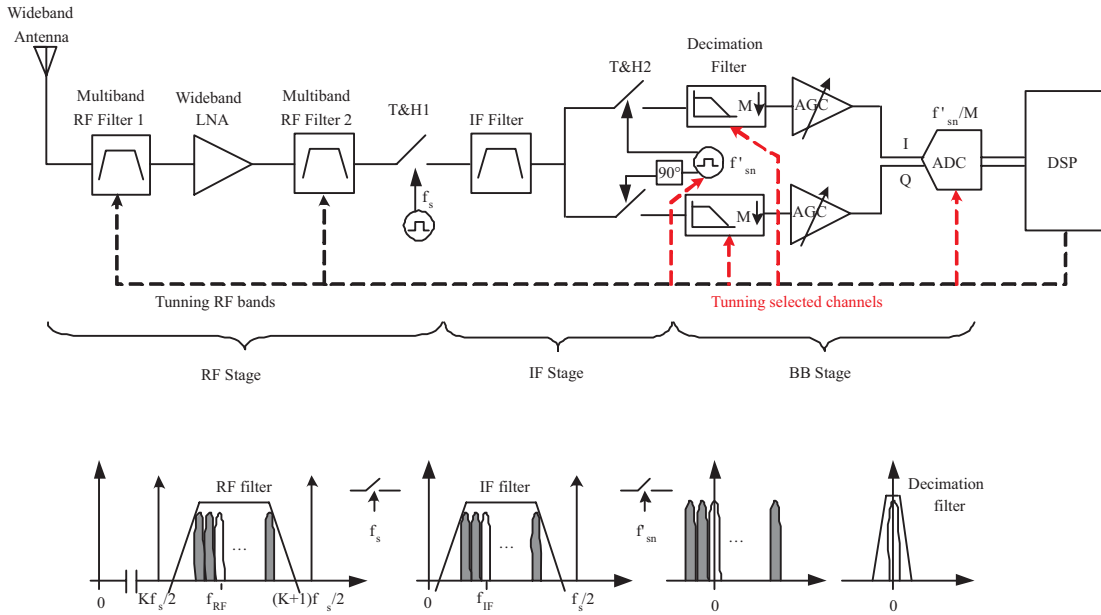 Wideband
Antenna
Multiband
RF Filter 1
Wideband
LNA
Multiband
RF Filter 2
T&H1
IF Filter
T&H2
Decimation
Filter
M
AGC
f'sn/M
I
Q
ADC
DSP
fs
90°
f'sn
M
AGC
Tunning RF bands
Tunning selected channels
RF Stage
IF Stage
BB Stage
RF filter
fs
IF filter
f'sn
Decimation
filter
...
...
...
0
Kfs/2
fRF
(K+1)fs/2
0
fIF
fs/2
0
0